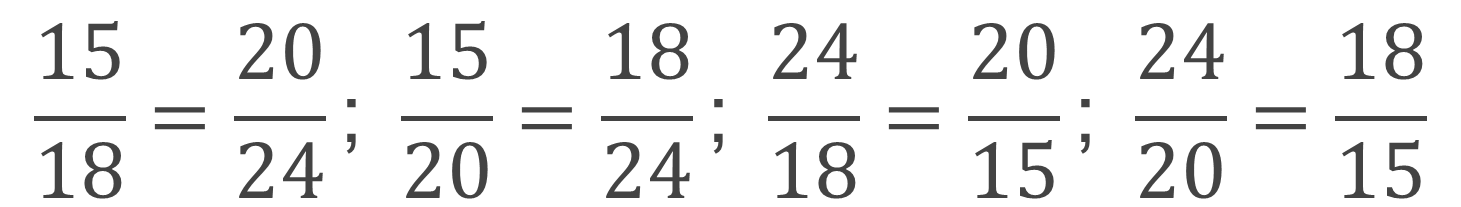 15/18 = 20/24; 15/20 = 18/24; 24/18 = 20/15; 24/20 = 18/15